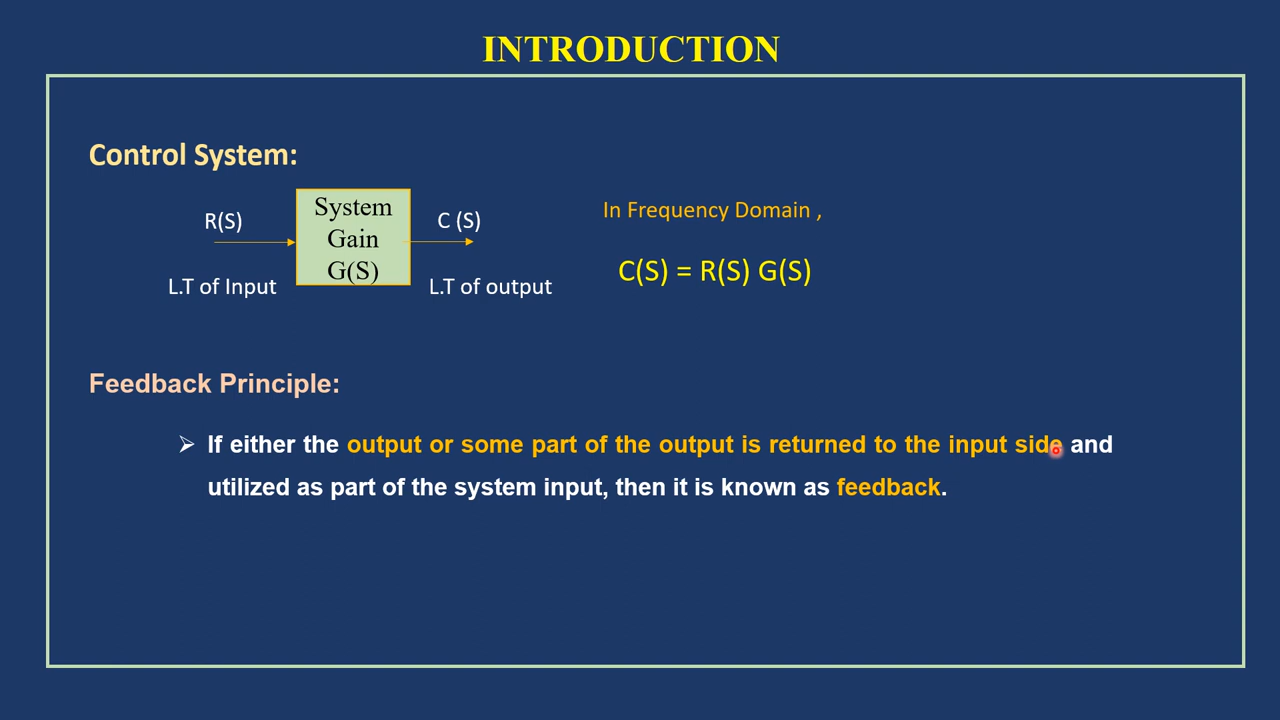 INTRODUCTION
Control System:
R(S)
System
Gain
G(S)
C (S)
L.T of Input
L.T of output
In Frequency Domain ,
C(S) = R(S) G(S)
Feedback Principle:
➢ If either the output or some part of the output is returned to the input side and
utilized as part of the system input, then it is known as feedback.